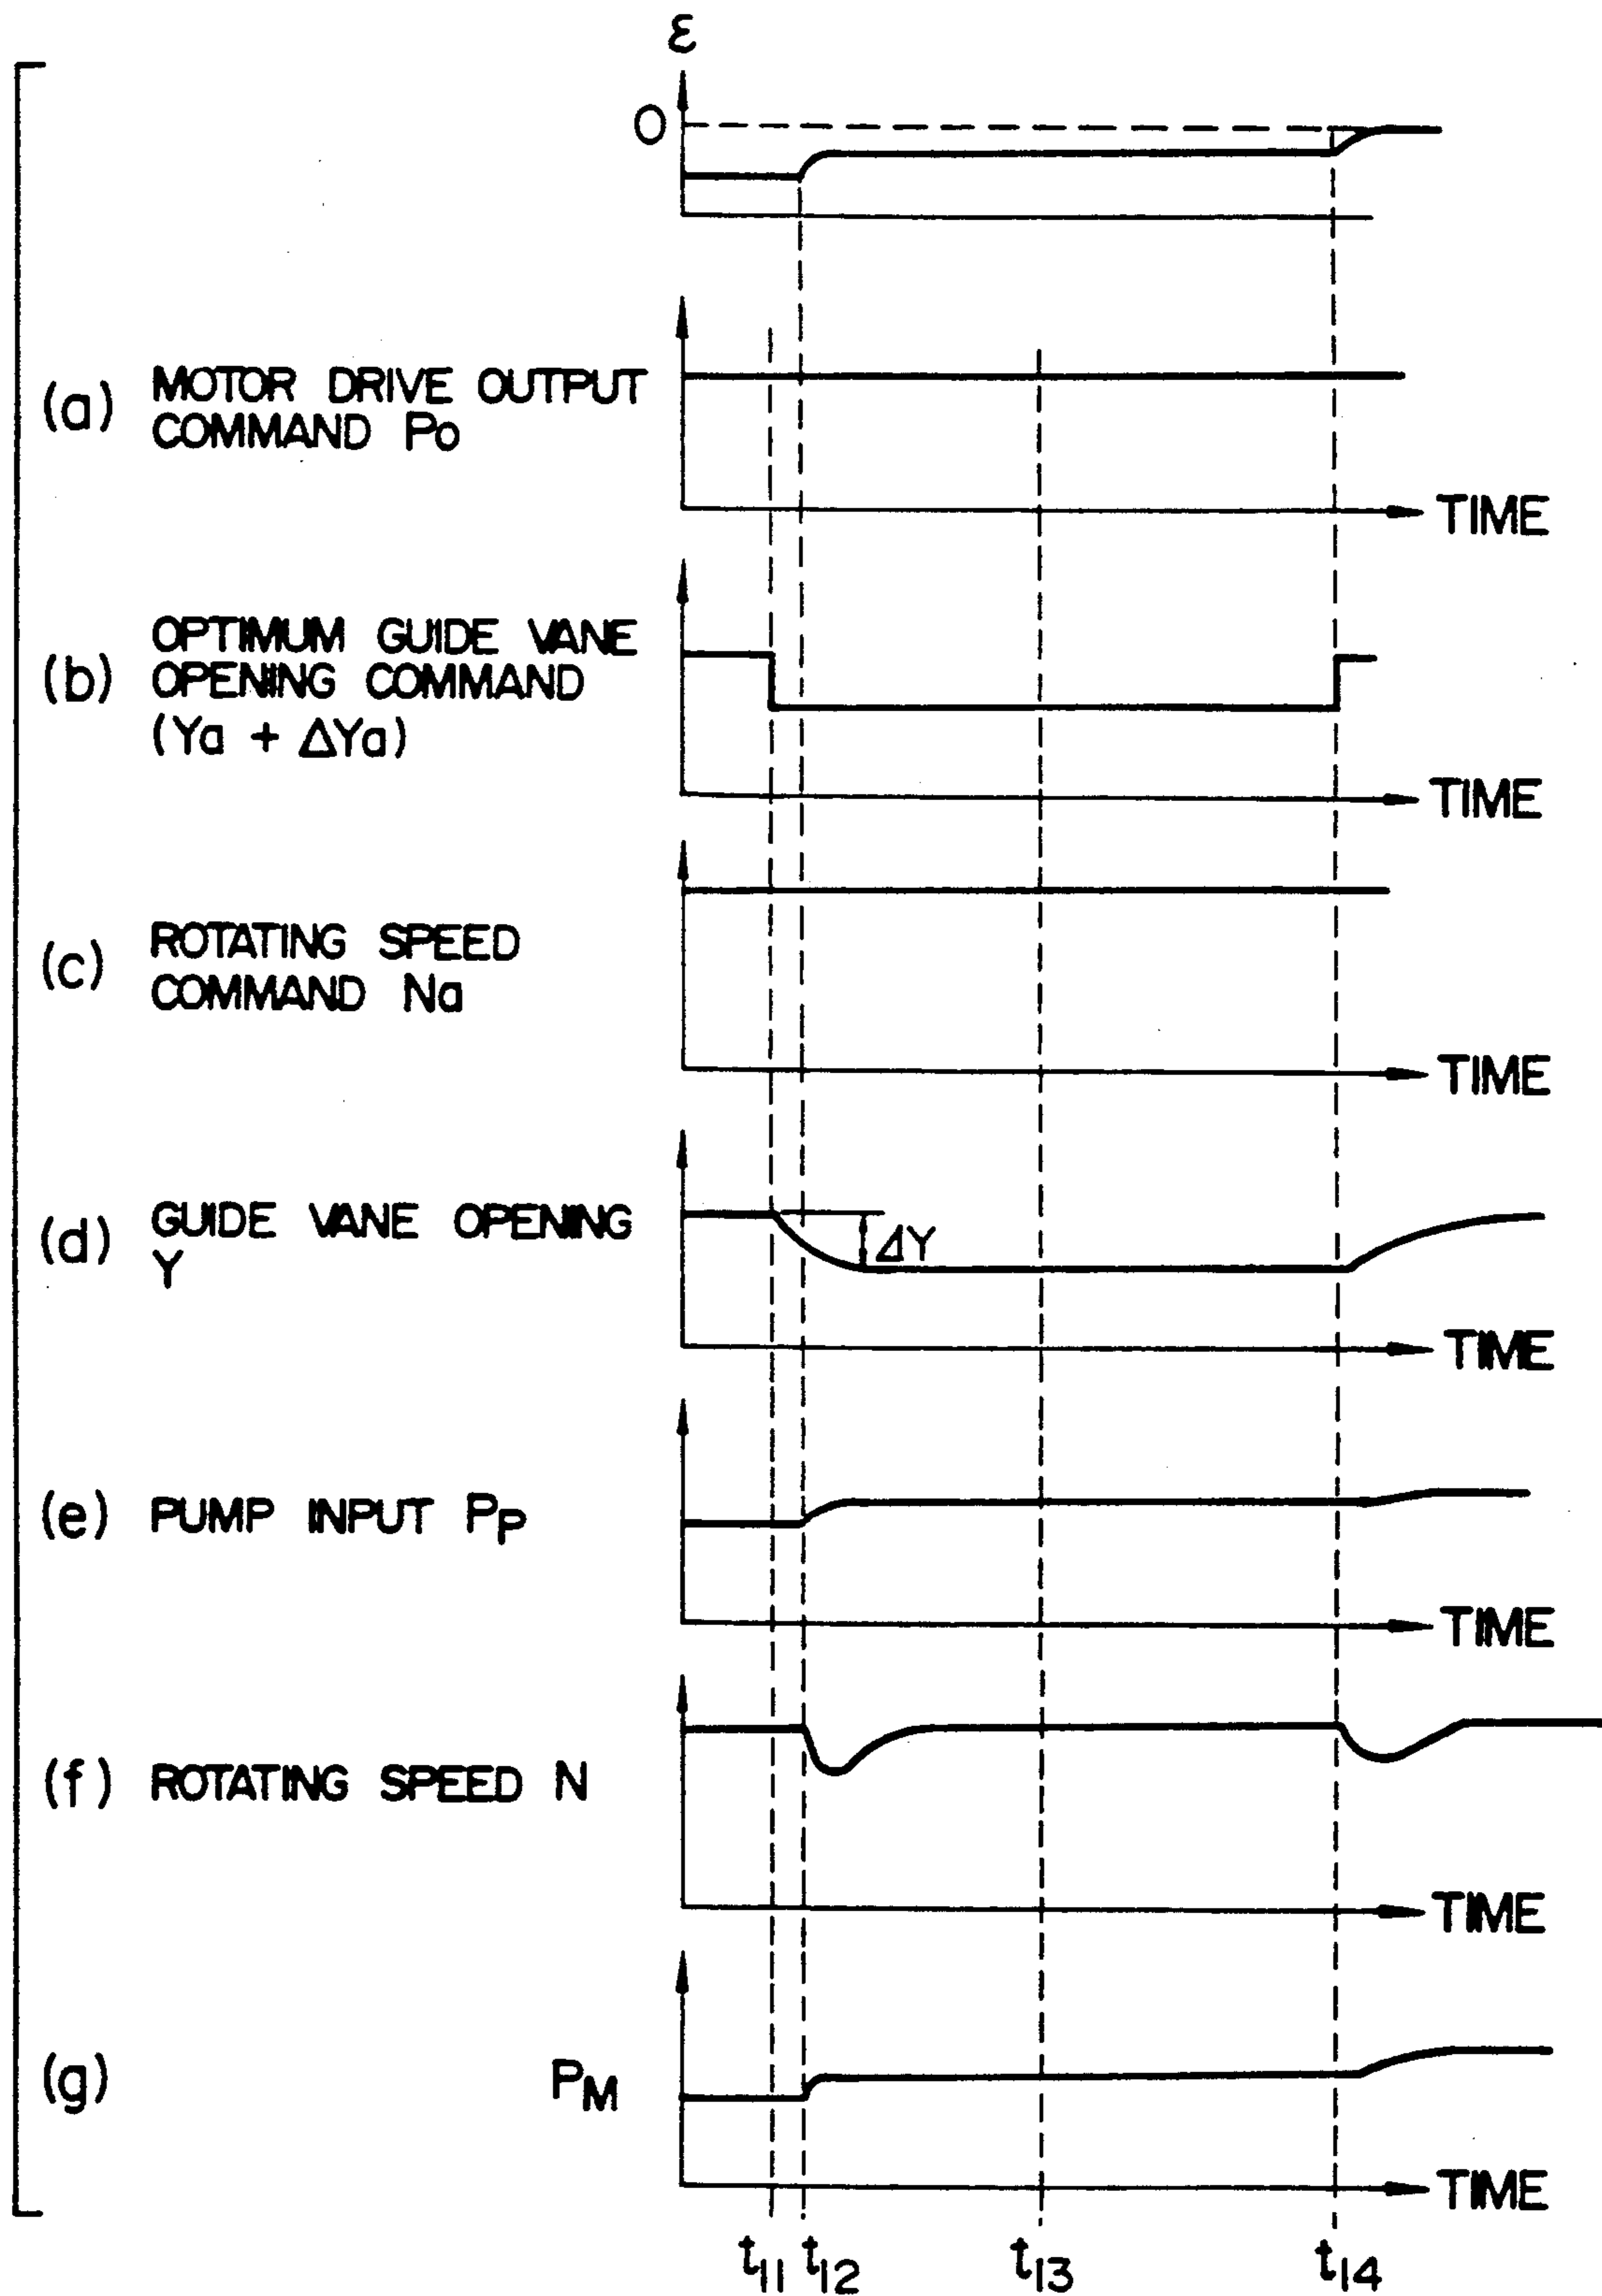 ε
0
(a) MOTOR DRIVE OUTPUT
COMMAND Po
TIME
(b) OPTIMUM GUIDE VANE
OPENING COMMAND
(Ya + ΔYa)
TIME
(c) ROTATING SPEED
COMMAND Na
TIME
(d) GUIDE VANE OPENING
Y
ΔY
TIME
(e) PUMP INPUT PP
TIME
(f) ROTATING SPEED N
TIME
(g) PM
TIME
t11 t12 t13 t14